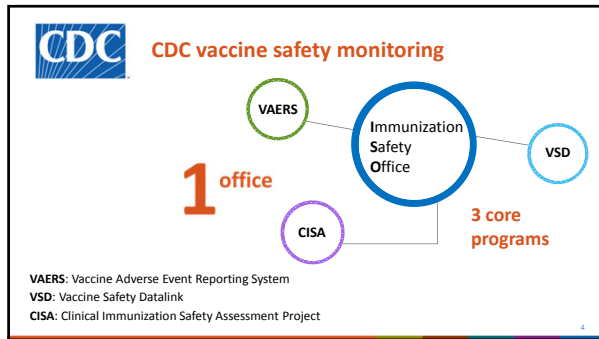 CDC
CDC vaccine safety monitoring
VAERS
Immunization
Safety
Office
VSD
1 office
3 core
programs
CISA
VAERS: Vaccine Adverse Event Reporting System
VSD: Vaccine Safety Datalink
CISA: Clinical Immunization Safety Assessment Project
4